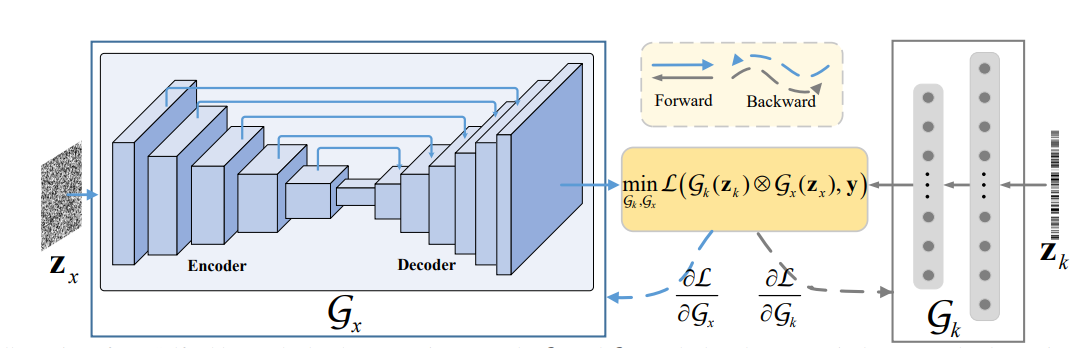 Forward
Backward
min 𝓛(𝒢ₖ(𝐳ₖ)⊗𝒢ₓ(𝐳ₓ), 𝐲)
𝒢ₖ,𝒢ₓ
𝐳ₓ
Encoder
Decoder
𝒢ₓ
∂𝓛/∂𝒢ₓ
∂𝓛/∂𝒢ₖ
𝐳ₖ
𝒢ₖ